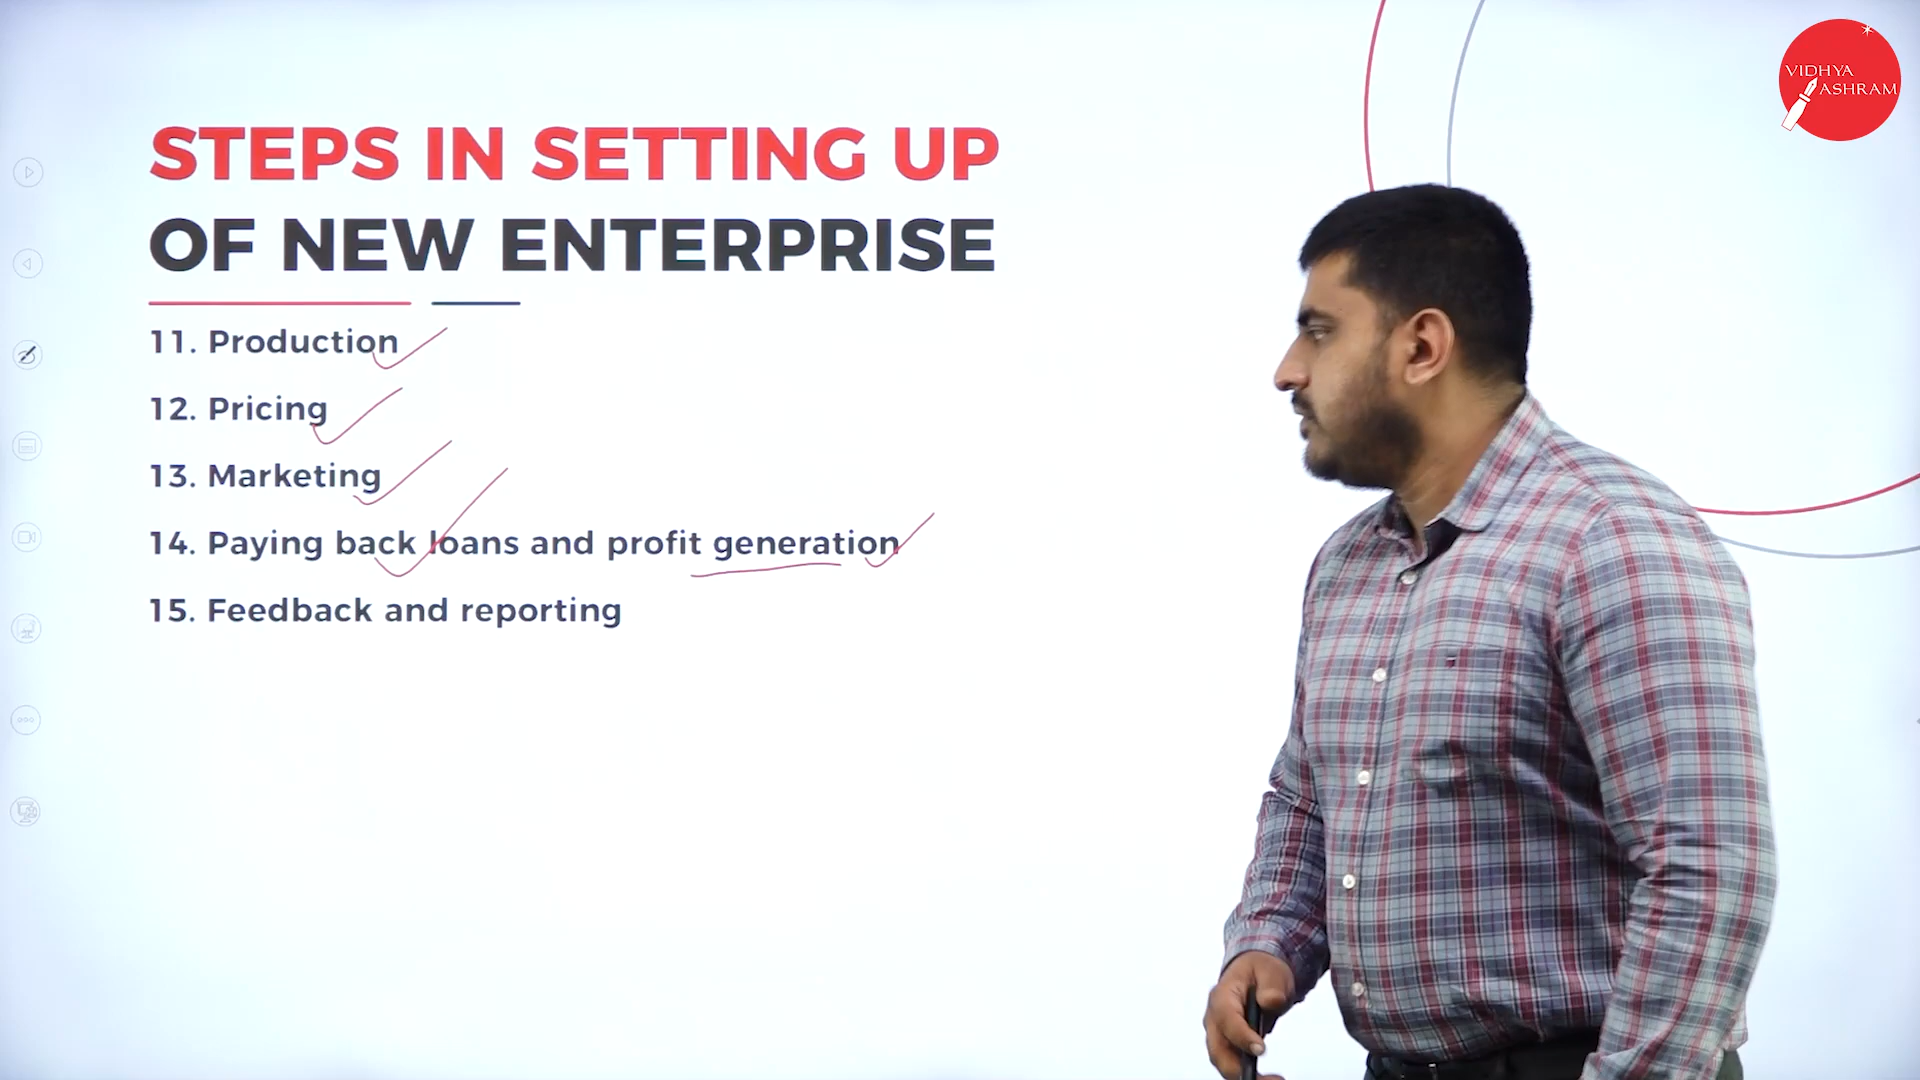 VIDHYA
ASHRAM
STEPS IN SETTING UP
OF NEW ENTERPRISE
11. Production
12. Pricing
13. Marketing
14. Paying back loans and profit generation
15. Feedback and reporting